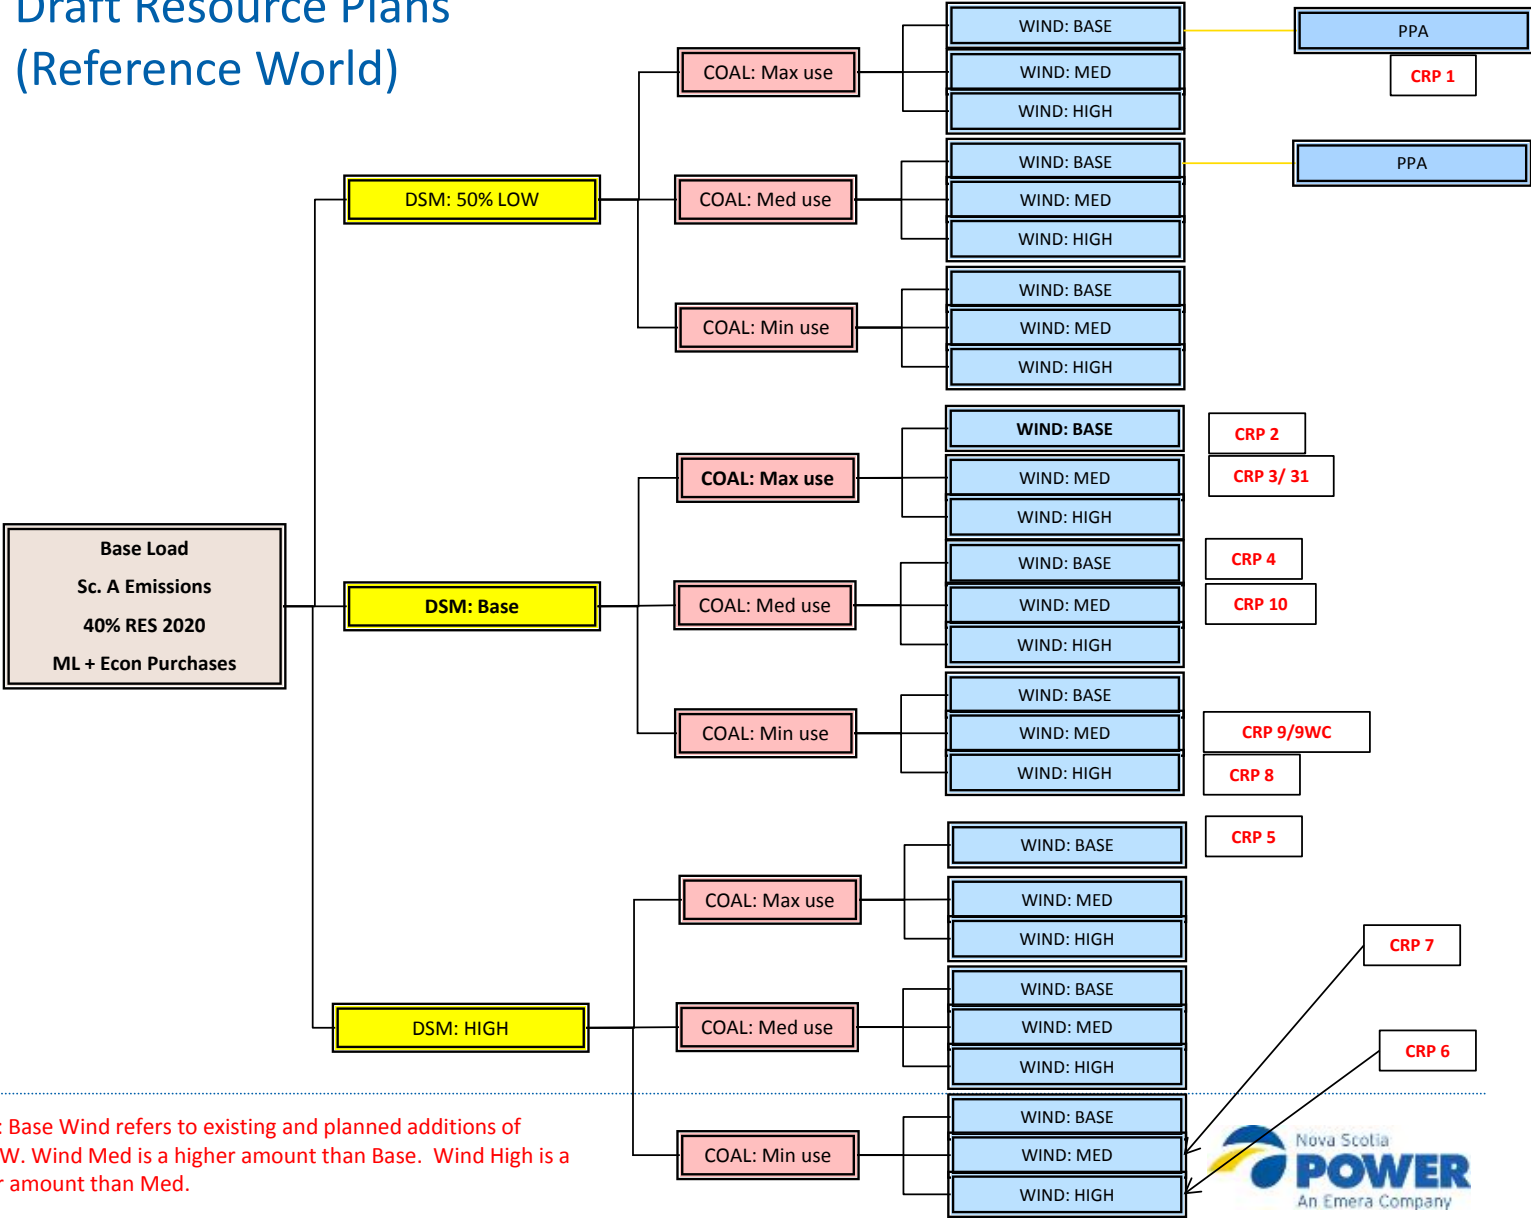 Draft Resource Plans
(Reference World)
WIND: BASE
PPA
COAL: Max use
WIND: MED
CRP 1
WIND: HIGH
WIND: BASE
PPA
DSM: 50% LOW
COAL: Med use
WIND: MED
WIND: HIGH
WIND: BASE
COAL: Min use
WIND: MED
WIND: HIGH
WIND: BASE
CRP 2
COAL: Max use
WIND: MED
CRP 3/ 31
WIND: HIGH
Base Load
Sc. A Emissions
40% RES 2020
ML + Econ Purchases
WIND: BASE
CRP 4
DSM: Base
COAL: Med use
WIND: MED
CRP 10
WIND: HIGH
WIND: BASE
COAL: Min use
WIND: MED
CRP 9/9WC
WIND: HIGH
CRP 8
WIND: BASE
CRP 5
COAL: Max use
WIND: MED
WIND: HIGH
CRP 7
WIND: BASE
DSM: HIGH
COAL: Med use
WIND: MED
WIND: HIGH
CRP 6
WIND: BASE
COAL: Min use
WIND: MED
WIND: HIGH
: Base Wind refers to existing and planned additions of
W. Wind Med is a higher amount than Base.  Wind High is a
r amount than Med.
Nova Scotia
POWER
An Emera Company